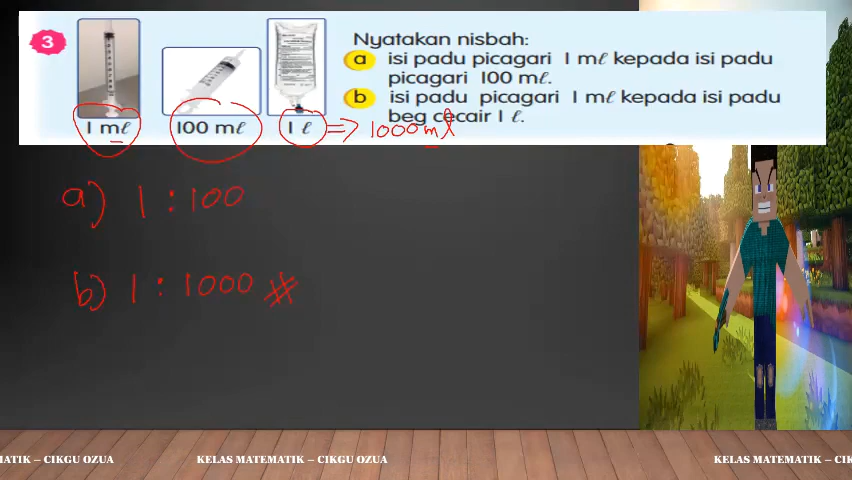 3
Nyatakan nisbah:
a isi padu picagari 1 mℓ kepada isi padu
picagari 100 mℓ.
b isi padu picagari 1 mℓ kepada isi padu
beg cecair 1 ℓ.
1 mℓ 100 mℓ 1 ℓ => 1000 mℓ
a) 1 : 100
b) 1 : 1000 #
MATIK – CIKGU OZUA KELAS MATEMATIK – CIKGU OZUA KELAS MATEMATIK – CIK